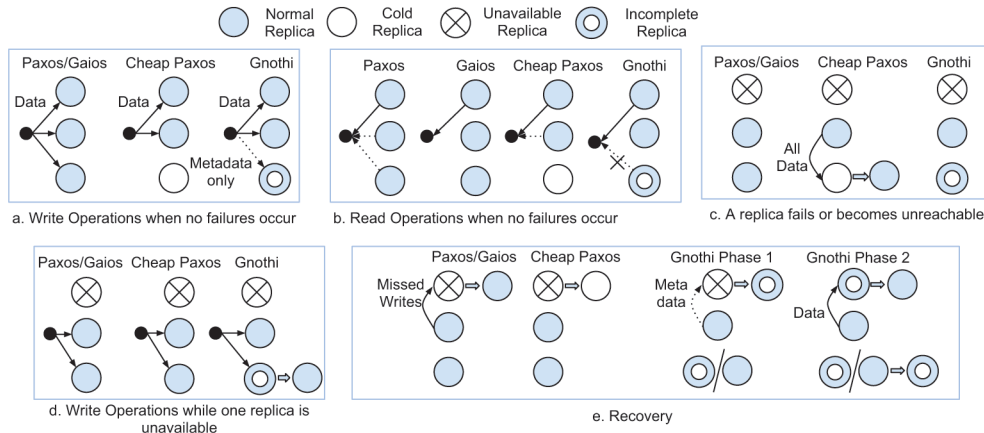 Normal Replica
Cold Replica
Unavailable Replica
Incomplete Replica
Paxos/Gaios Cheap Paxos Gnothi
Data Data Data
Metadata only
a. Write Operations when no failures occur
Paxos Gaios Cheap Paxos Gnothi
b. Read Operations when no failures occur
Paxos/Gaios Cheap Paxos Gnothi
All Data
c. A replica fails or becomes unreachable
Paxos/Gaios Cheap Paxos Gnothi
d. Write Operations while one replica is
unavailable
Paxos/Gaios Cheap Paxos Gnothi Phase 1 Gnothi Phase 2
Missed
Writes
Meta
data
Data
e. Recovery